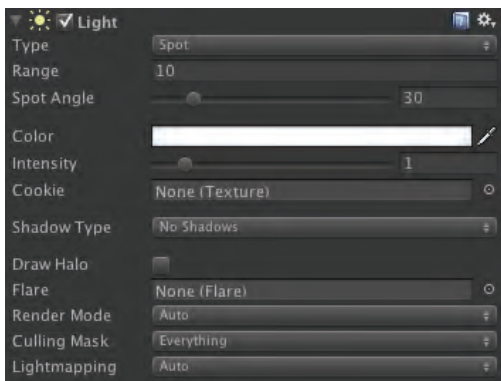 Light
Type Spot
Range 10
Spot Angle 30
Color
Intensity 1
Cookie None (Texture)
Shadow Type No Shadows
Draw Halo
Flare None (Flare)
Render Mode Auto
Culling Mask Everything
Lightmapping Auto